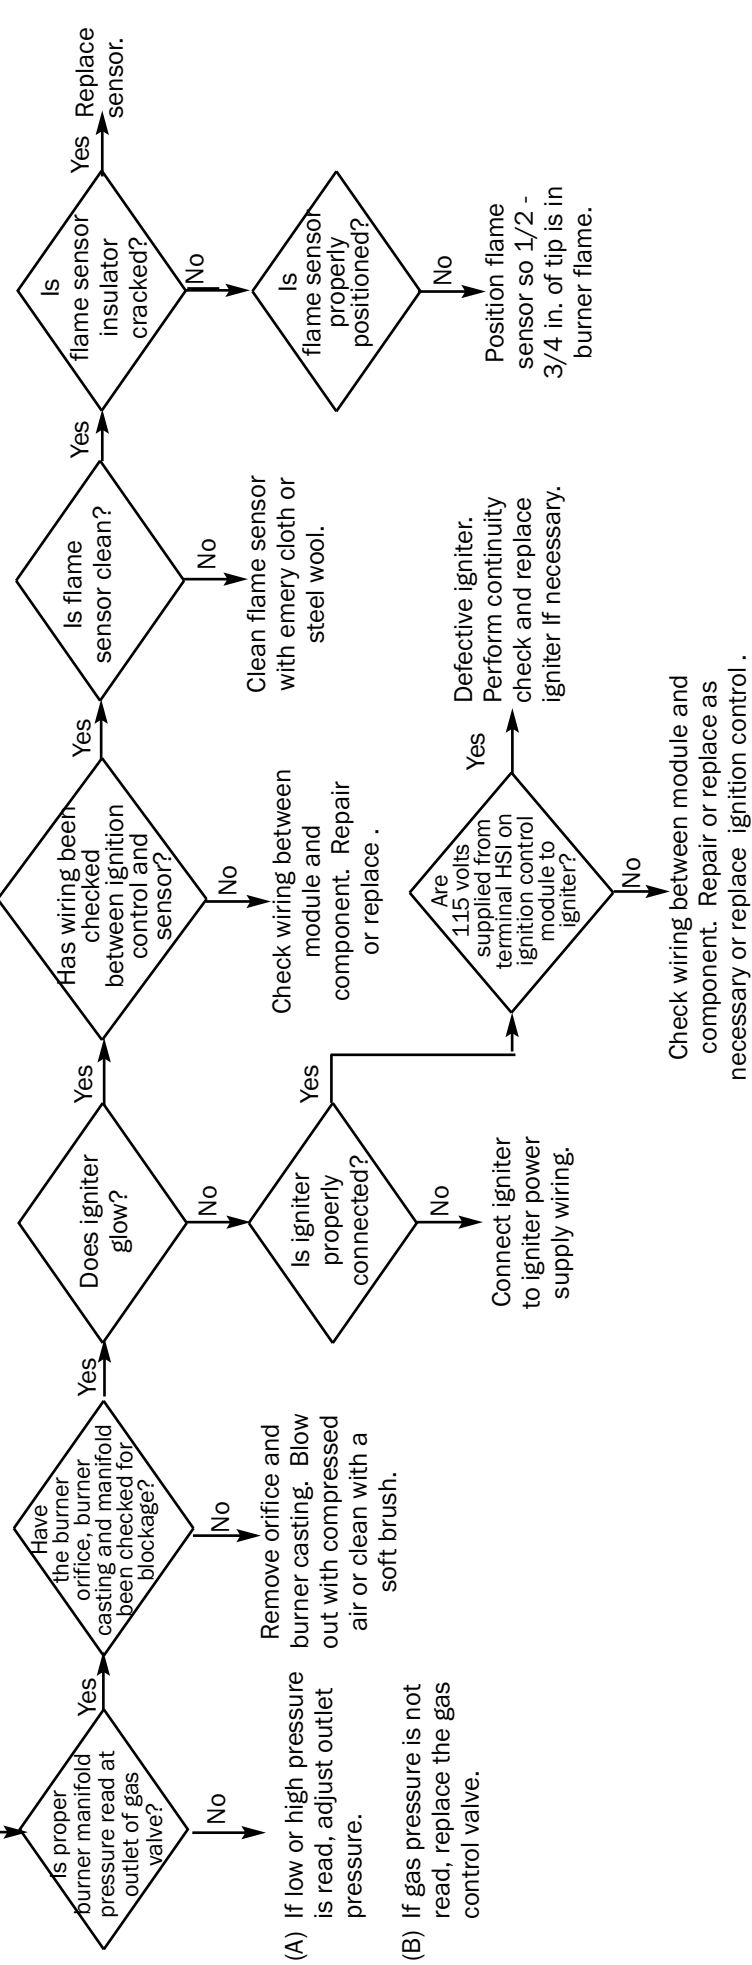 Is proper
burner manifold
pressure read at
outlet of gas
valve?
Yes
No
(A) If low or high pressure
is read, adjust outlet
pressure.
(B) If gas pressure is not
read, replace the gas
control valve.
Have
the burner
orifice, burner
casting and manifold
been checked for
blockage?
Yes
No
Remove orifice and
burner casting. Blow
out with compressed
air or clean with a
soft brush.
Does igniter
glow?
Yes
No
Is igniter
properly
connected?
Yes
No
Connect igniter
to igniter power
supply wiring.
Are
115 volts
supplied from
terminal HSI on
ignition control
module to
igniter?
Yes
Defective igniter.
Perform continuity
check and replace
igniter If necessary.
No
Check wiring between module and
component. Repair or replace as
necessary or replace ignition control .
Has wiring been
checked
between ignition
control and
sensor?
Yes
No
Check wiring between
module and
component. Repair
or replace .
Is flame
sensor clean?
Yes
No
Clean flame sensor
with emery cloth or
steel wool.
Is
flame sensor
insulator
cracked?
Yes
Replace
sensor.
No
Is
flame sensor
properly
positioned?
No
Position flame
sensor so 1/2 -
3/4 in. of tip is in
burner flame.